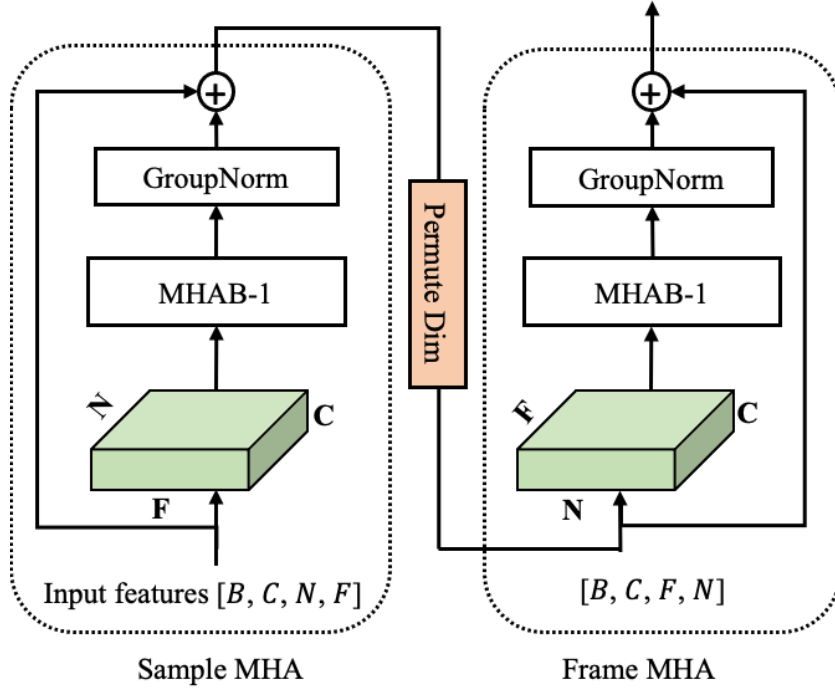 +
GroupNorm
MHAB-1
N
C
F
Input features [B, C, N, F]
Sample MHA
Permute Dim
+
GroupNorm
MHAB-1
F
C
N
[B, C, F, N]
Frame MHA